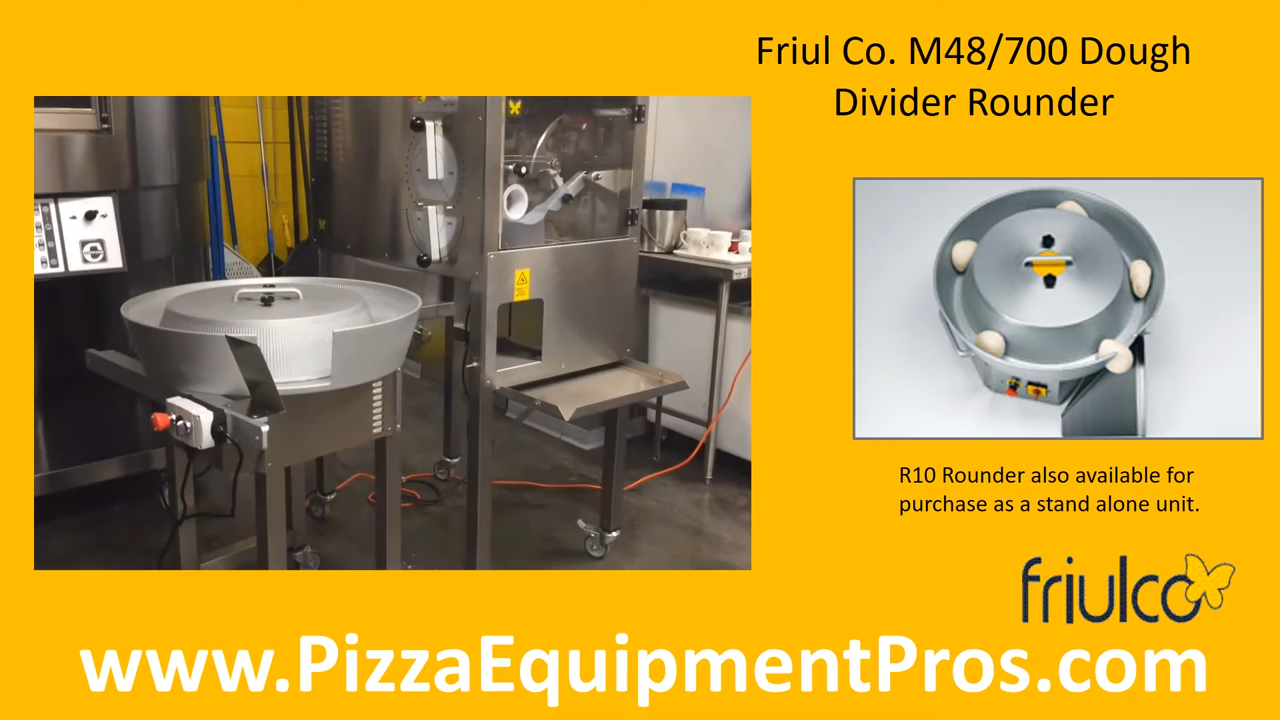 Friul Co. M48/700 Dough
Divider Rounder
R10 Rounder also available for
purchase as a stand alone unit.
friulco
www.PizzaEquipmentPros.com